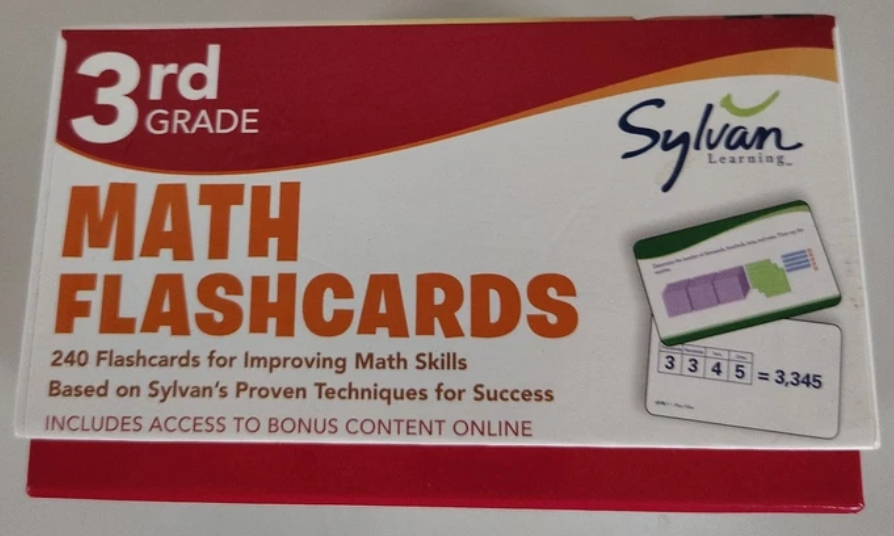 3rd
GRADE
Sylvan
Learning™
MATH
FLASHCARDS
240 Flashcards for Improving Math Skills
Based on Sylvan's Proven Techniques for Success
INCLUDES ACCESS TO BONUS CONTENT ONLINE
3 3 4 5 = 3,345